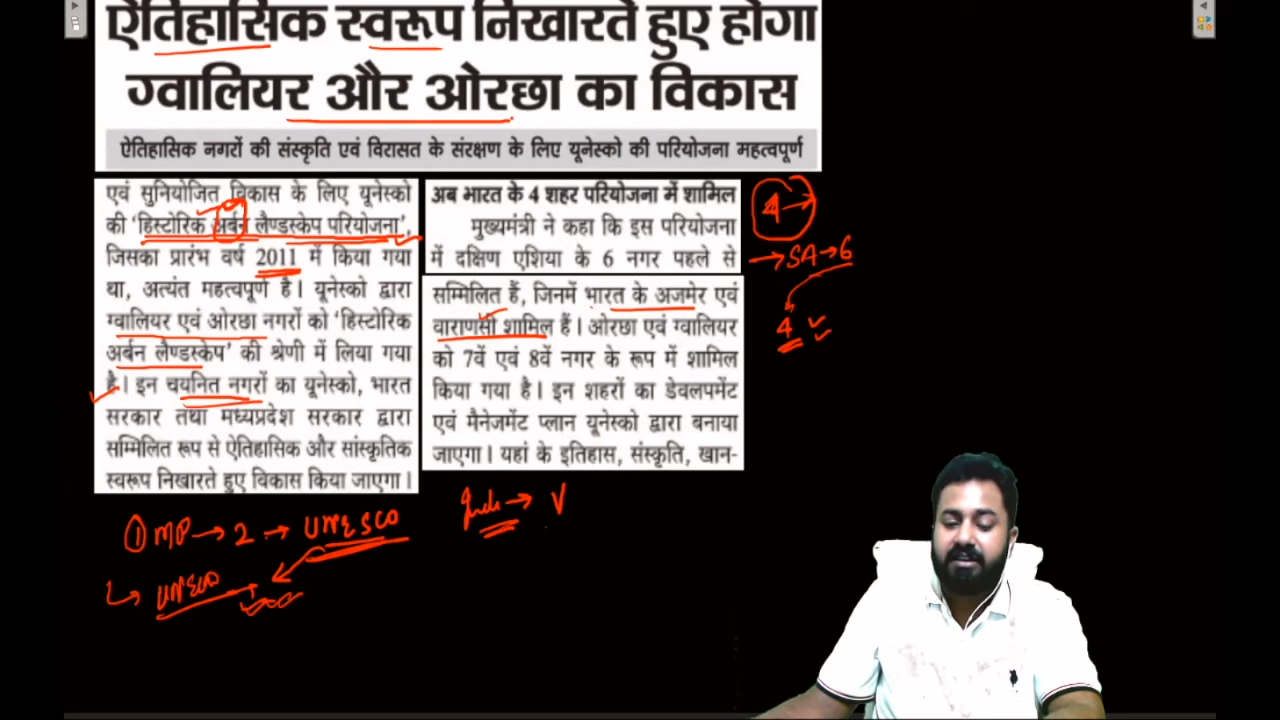 ऐतिहासिक स्वरूप निखारते हुए होगा
ग्वालियर और ओरछा का विकास
ऐतिहासिक नगरों की संस्कृति एवं विरासत के संरक्षण के लिए यूनेस्को की परियोजना महत्वपूर्ण
एवं सुनियोजित विकास के लिए यूनेस्को
की 'हिस्टोरिक अर्बन लैण्डस्केप परियोजना',
जिसका प्रारंभ वर्ष 2011 में किया गया
था, अत्यंत महत्वपूर्ण है। यूनेस्को द्वारा
ग्वालियर एवं ओरछा नगरों को 'हिस्टोरिक
अर्बन लैण्डस्केप' की श्रेणी में लिया गया
है। इन चयनित नगरों का यूनेस्को, भारत
सरकार तथा मध्यप्रदेश सरकार द्वारा
सम्मिलित रूप से ऐतिहासिक और सांस्कृतिक
स्वरूप निखारते हुए विकास किया जाएगा।
अब भारत के 4 शहर परियोजना में शामिल
मुख्यमंत्री ने कहा कि इस परियोजना
में दक्षिण एशिया के 6 नगर पहले से
सम्मिलित हैं, जिनमें भारत के अजमेर एवं
वाराणसी शामिल हैं। ओरछा एवं ग्वालियर
को 7वें एवं 8वें नगर के रूप में शामिल
किया गया है। इन शहरों का डेवलपमेंट
एवं मैनेजमेंट प्लान यूनेस्को द्वारा बनाया
जाएगा। यहां के इतिहास, संस्कृति, खान-
4 →
→ SA → 6
4
① MP → 2 → UNESCO
↳ UNESCO
→ V